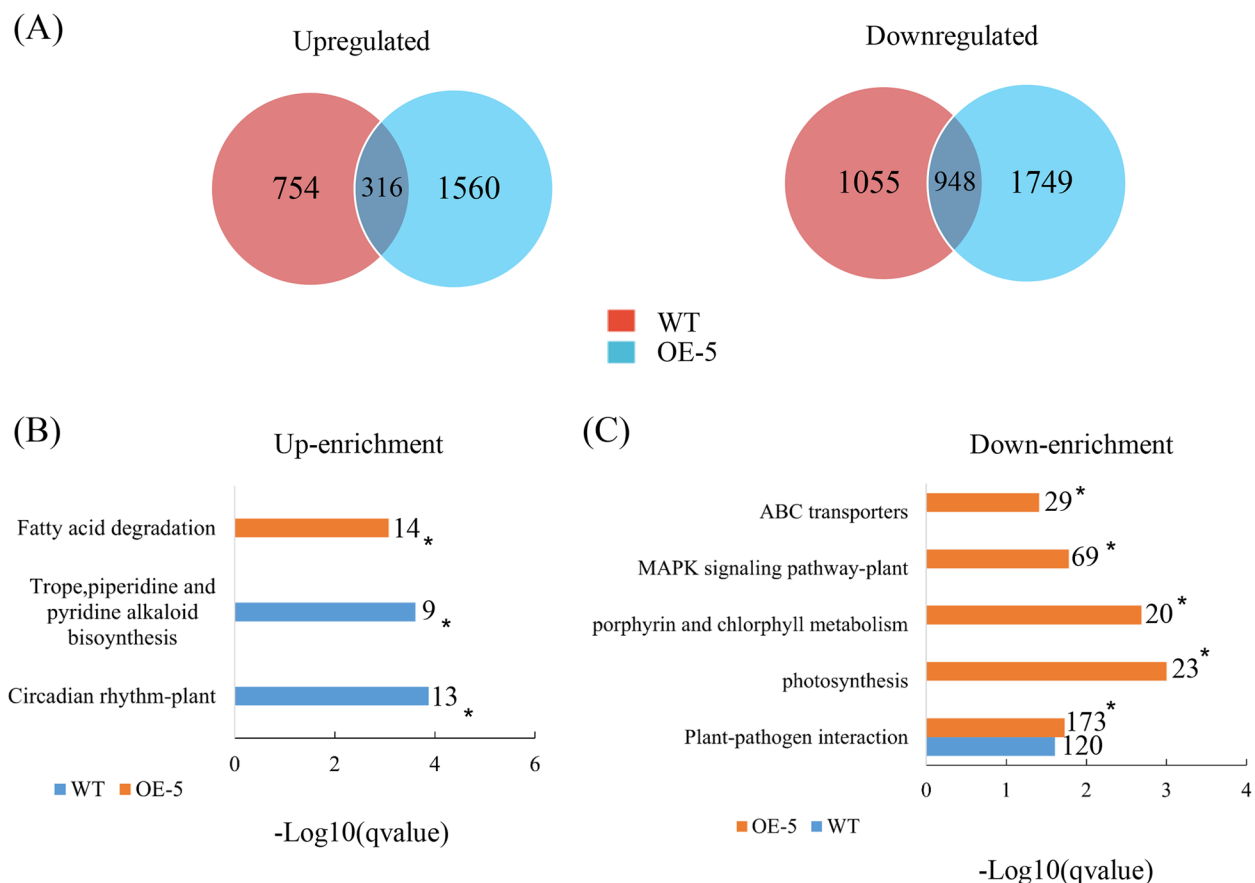 (A)
Upregulated
Downregulated
754
316
1560
1055
948
1749
WT
OE-5
(B)
Up-enrichment
Fatty acid degradation
14
*
Trope,piperidine and
pyridine alkaloid
bisoynthesis
9
*
Circadian rhythm-plant
13
*
0
2
4
6
WT
OE-5
-Log10(qvalue)
(C)
Down-enrichment
ABC transporters
29
*
MAPK signaling pathway-plant
69
*
porphyrin and chlorphyll metabolism
20
*
photosynthesis
23
*
Plant-pathogen interaction
173
*
120
0
1
2
3
4
OE-5
WT
-Log10(qvalue)